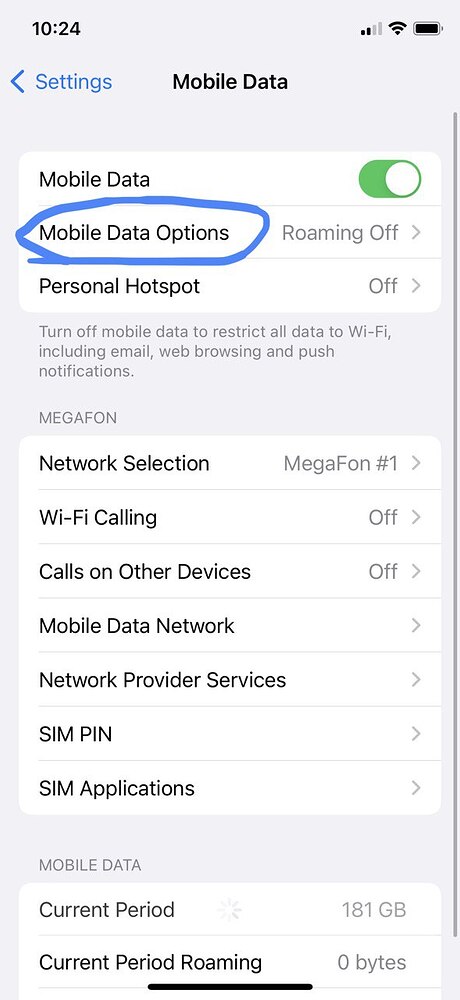 10:24
Settings
Mobile Data
Mobile Data
Mobile Data Options Roaming Off
Personal Hotspot Off
Turn off mobile data to restrict all data to Wi-Fi,
including email, web browsing and push
notifications.
MEGAFON
Network Selection MegaFon #1
Wi-Fi Calling Off
Calls on Other Devices Off
Mobile Data Network
Network Provider Services
SIM PIN
SIM Applications
MOBILE DATA
Current Period 181 GB
Current Period Roaming 0 bytes